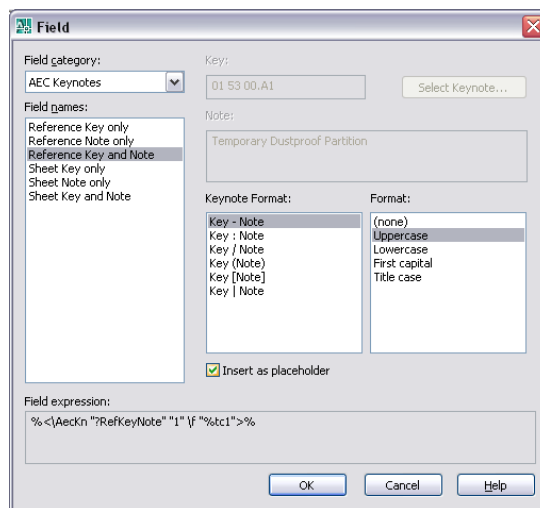 Field
Field category:
AEC Keynotes
Field names:
Reference Key only
Reference Note only
Reference Key and Note
Sheet Key only
Sheet Note only
Sheet Key and Note
Key:
01 53 00.A1
Select Keynote...
Note:
Temporary Dustproof Partition
Keynote Format:
Key - Note
Key : Note
Key / Note
Key (Note)
Key [Note]
Key | Note
Format:
(none)
Uppercase
Lowercase
First capital
Title case
Insert as placeholder
Field expression:
%<\AecKn "?RefKeyNote" "1" \f "%tc1">%
OK
Cancel
Help